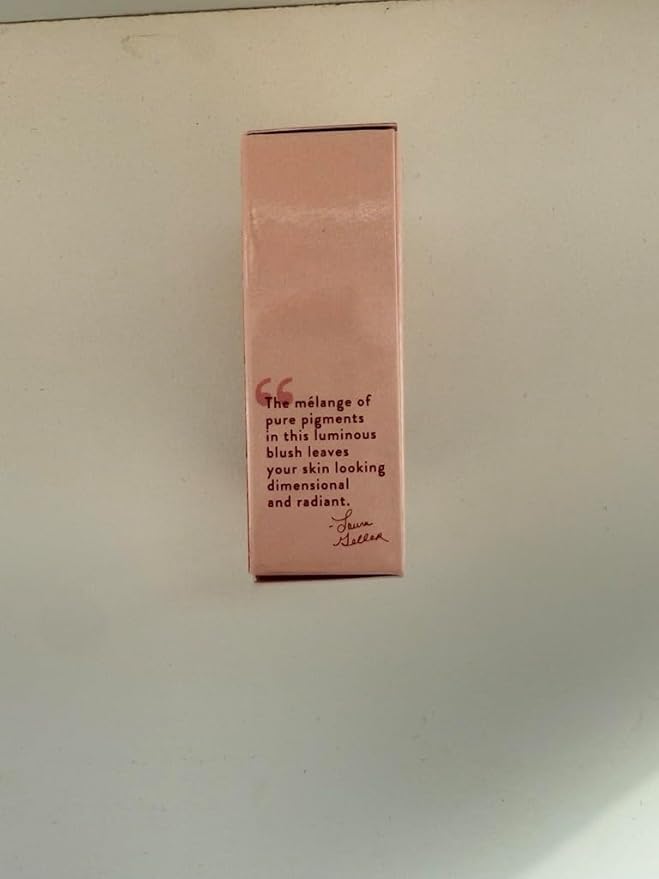 “
The mélange of
pure pigments
in this luminous
blush leaves
your skin looking
dimensional
and radiant.
-Laura
Geller